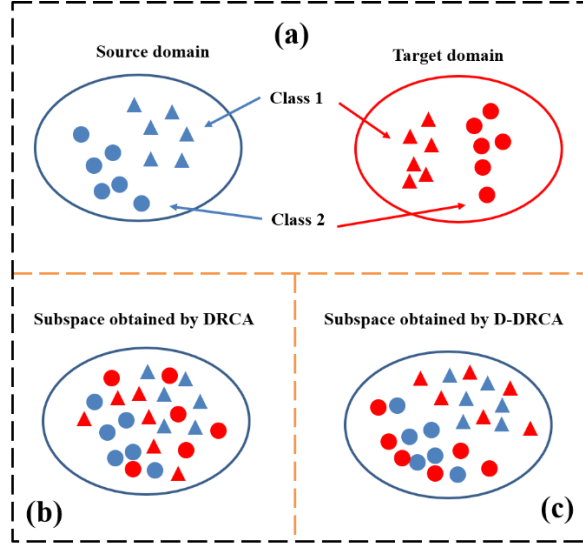 (a)
Source domain
Target domain
Class 1
Class 2
Subspace obtained by DRCA
Subspace obtained by D-DRCA
(b)
(c)